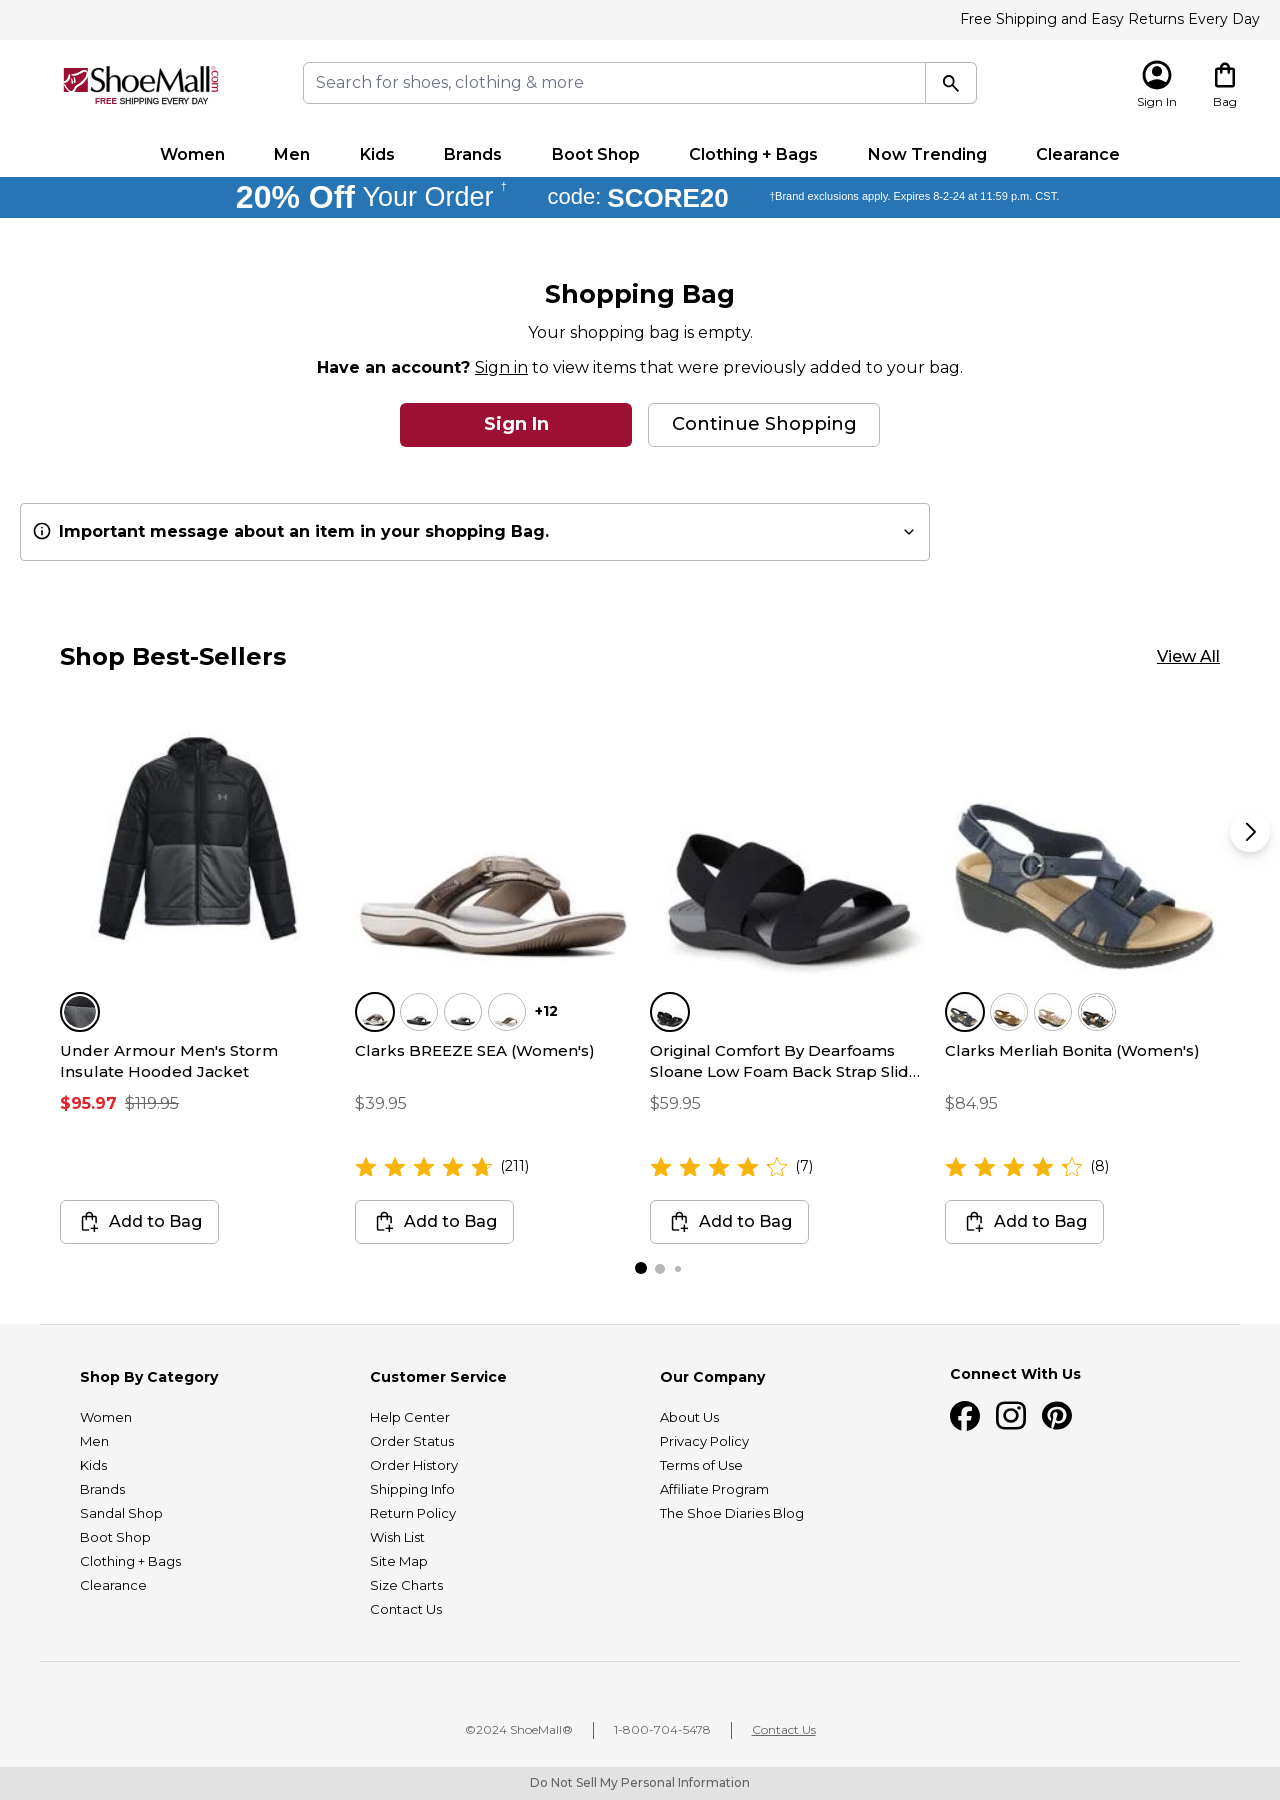 Free Shipping and Easy Returns Every Day
ShoeMall®.com
FREE SHIPPING EVERY DAY
Search for shoes, clothing & more
Sign In
Bag
Women Men Kids Brands Boot Shop Clothing + Bags Now Trending Clearance
20% Off Your Order † code: SCORE20 †Brand exclusions apply. Expires 8-2-24 at 11:59 p.m. CST.
Shopping Bag
Your shopping bag is empty.
Have an account? Sign in to view items that were previously added to your bag.
Sign In Continue Shopping
Important message about an item in your shopping Bag.
Shop Best-Sellers
View All
+12
Under Armour Men's Storm
Insulate Hooded Jacket
$95.97 $119.95
Add to Bag
Clarks BREEZE SEA (Women's)
$39.95
(211)
Add to Bag
Original Comfort By Dearfoams
Sloane Low Foam Back Strap Slid...
$59.95
(7)
Add to Bag
Clarks Merliah Bonita (Women's)
$84.95
(8)
Add to Bag
Shop By Category
Women
Men
Kids
Brands
Sandal Shop
Boot Shop
Clothing + Bags
Clearance
Customer Service
Help Center
Order Status
Order History
Shipping Info
Return Policy
Wish List
Site Map
Size Charts
Contact Us
Our Company
About Us
Privacy Policy
Terms of Use
Affiliate Program
The Shoe Diaries Blog
Connect With Us
©2024 ShoeMall® 1-800-704-5478 Contact Us
Do Not Sell My Personal Information